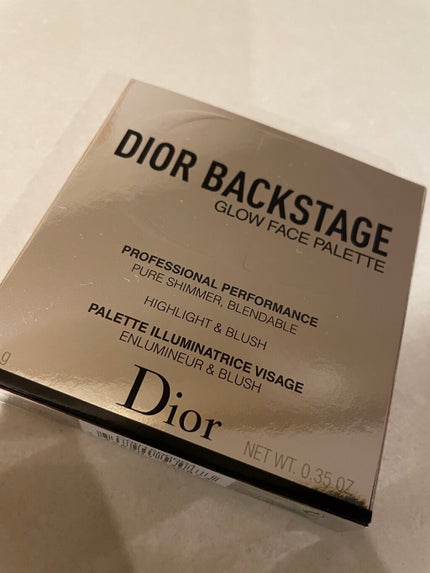 DIOR BACKSTAGE
GLOW FACE PALETTE
PROFESSIONAL PERFORMANCE
PURE SHIMMER, BLENDABLE
HIGHLIGHT & BLUSH
PALETTE ILLUMINATRICE VISAGE
ENLUMINEUR & BLUSH
Dior
g
NET WT. 0.35 OZ